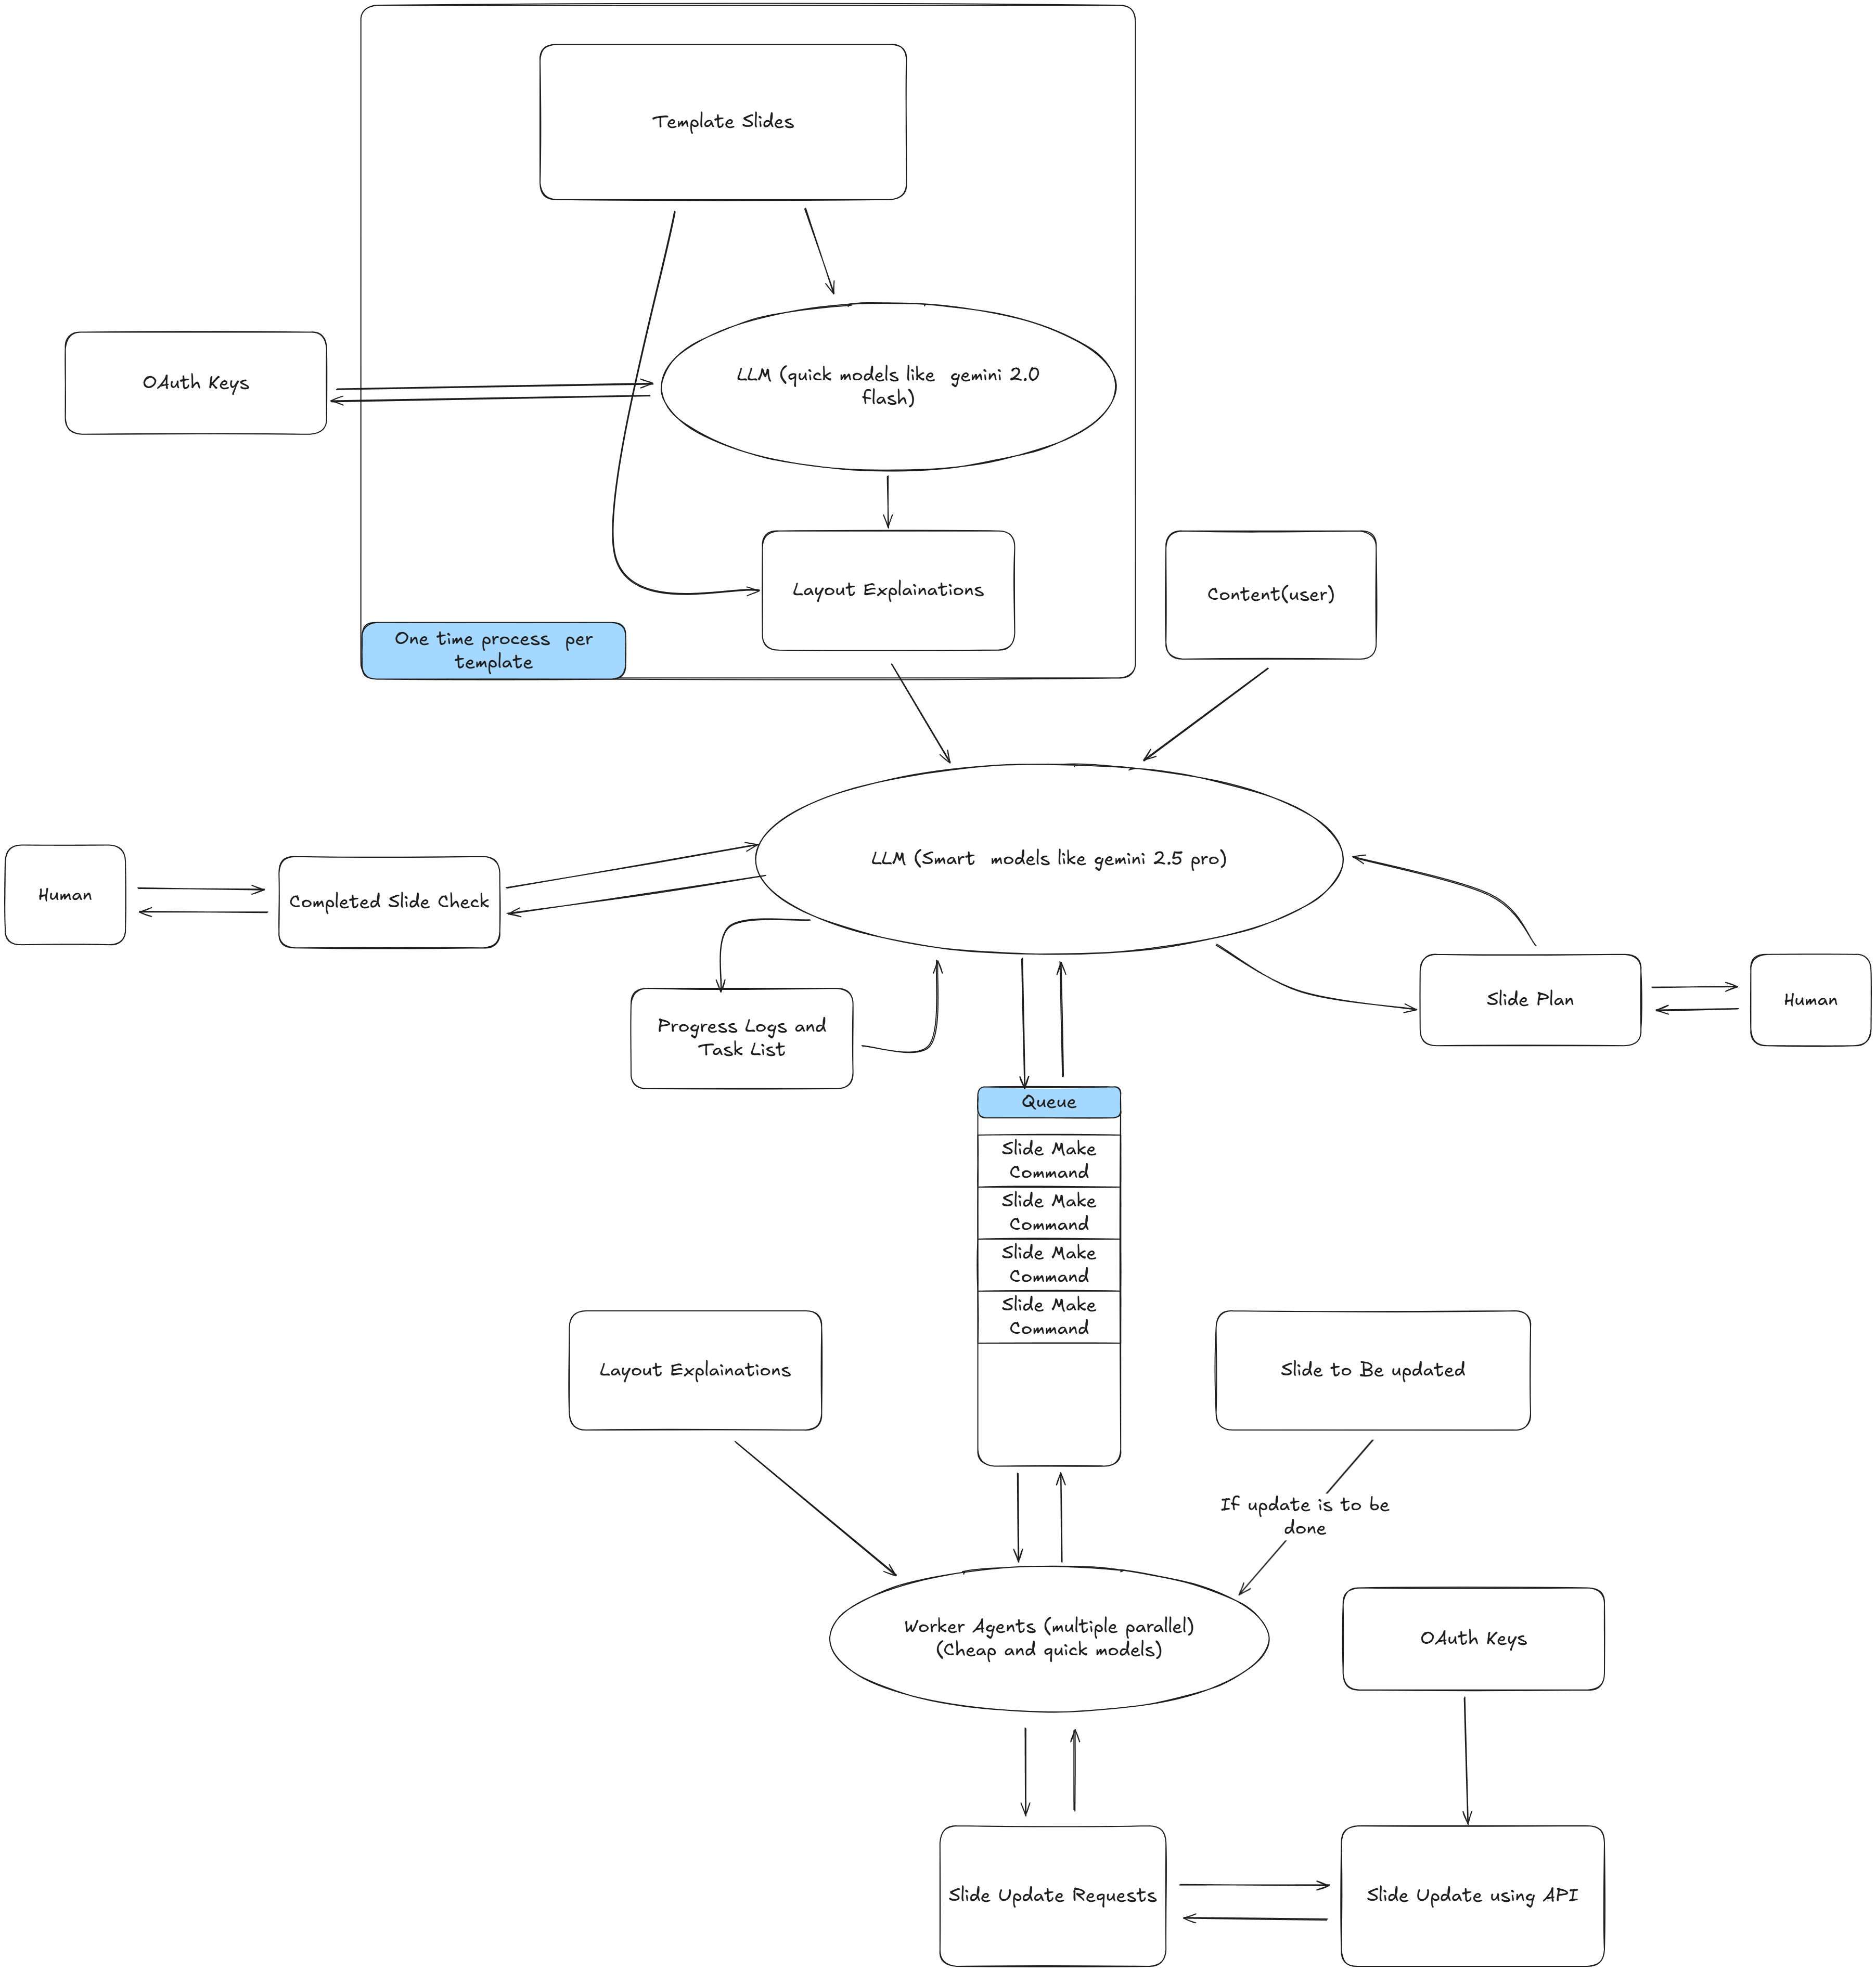 Template Slides
OAuth Keys
LLM (quick models like gemini 2.0
flash)
Layout Explainations
Content(user)
One time process per
template
LLM (Smart models like gemini 2.5 pro)
Human
Completed Slide Check
Progress Logs and
Task List
Slide Plan
Human
Queue
Slide Make
Command
Slide Make
Command
Slide Make
Command
Slide Make
Command
Layout Explainations
Slide to Be updated
If update is to be
done
Worker Agents (multiple parallel)
(Cheap and quick models)
OAuth Keys
Slide Update Requests
Slide Update using API